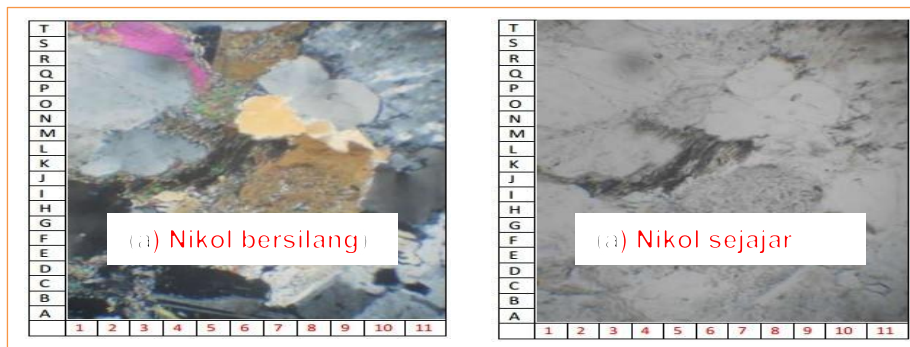 T
S
R
Q
P
O
N
M
L
K
J
I
H
G
F
E
D
C
B
A
1 2 3 4 5 6 7 8 9 10 11
(a) Nikol bersilang
T
S
R
Q
P
O
N
M
L
K
J
I
H
G
F
E
D
C
B
A
1 2 3 4 5 6 7 8 9 10 11
(a) Nikol sejajar